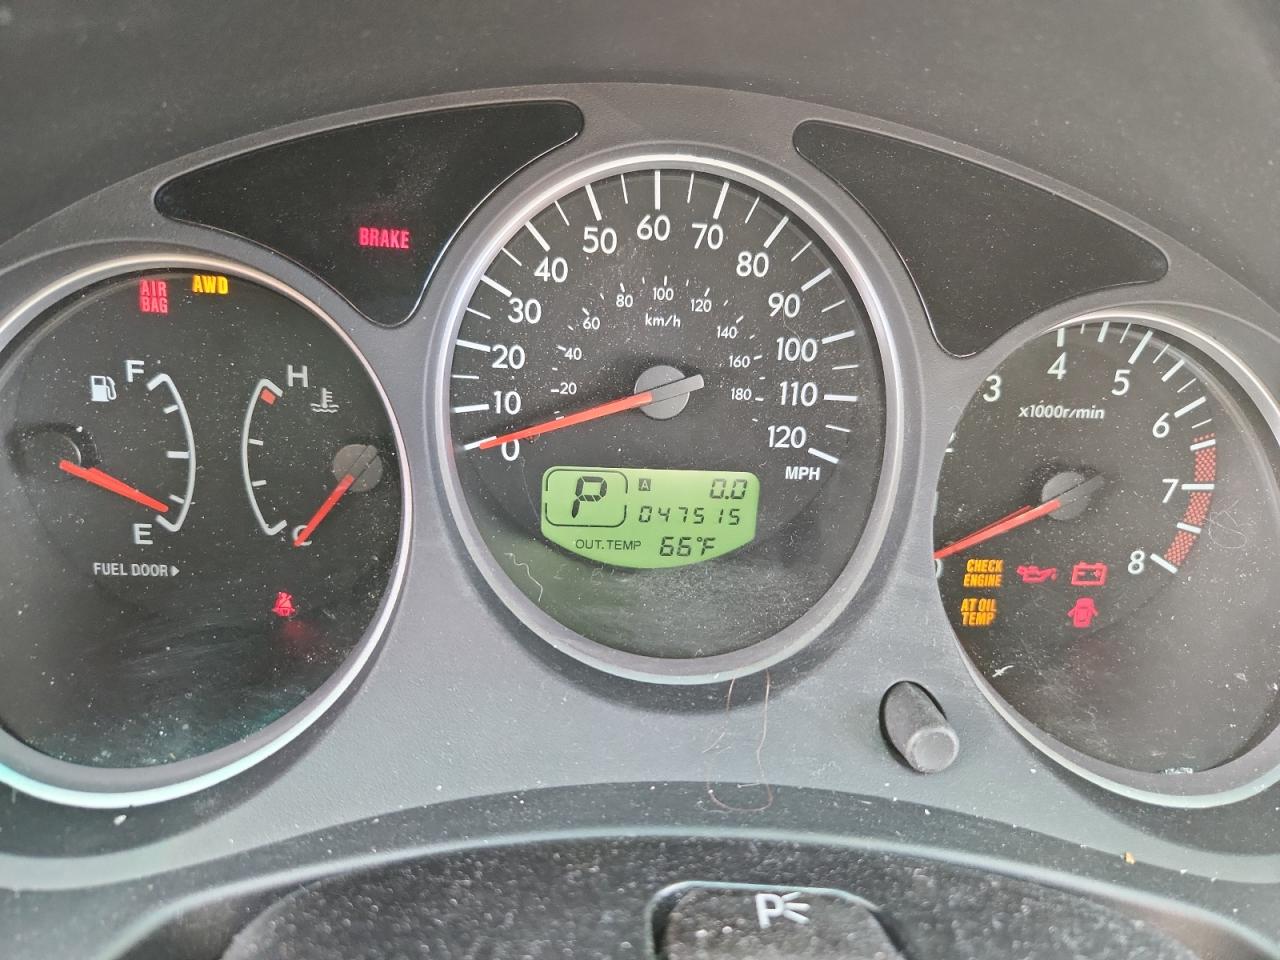 BRAKE
AIR
BAG
AWD
F
E
FUEL DOOR
H
C
0
10
20
30
40
50
60
70
80
90
100
110
120
MPH
20
40
60
80
100
120
140
160
180
km/h
P
A
0.0
047515
OUT. TEMP 66°F
3
4
5
6
7
8
x1000r/min
CHECK
ENGINE
AT OIL
TEMP
P